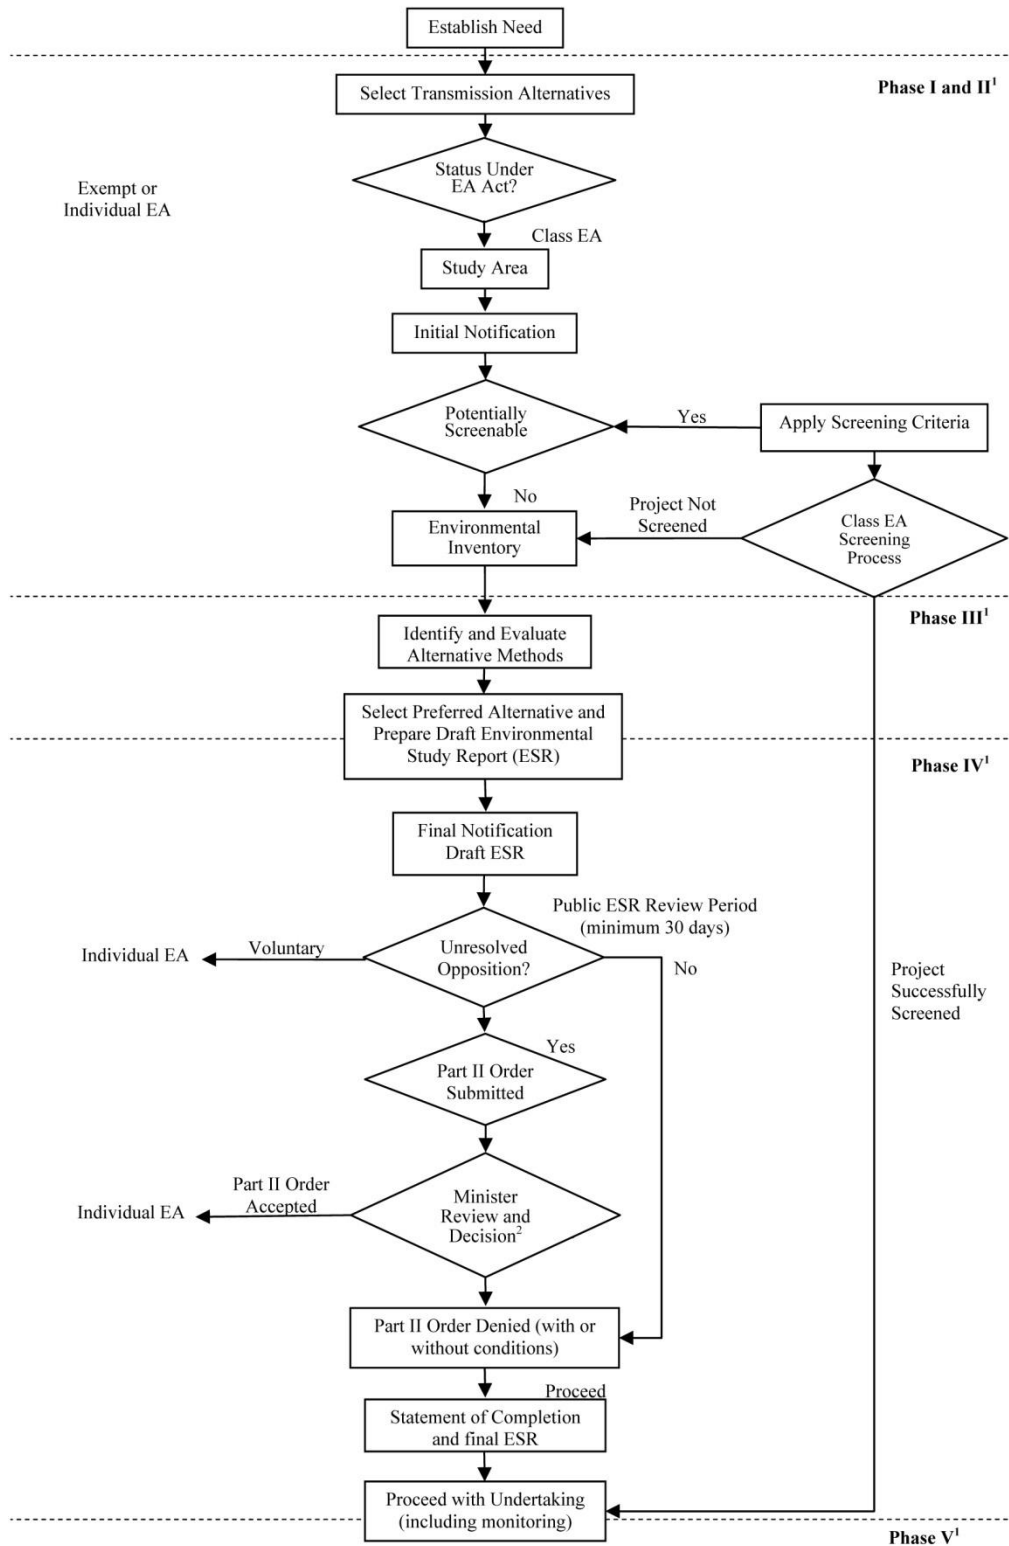 Establish Need
Phase I and II¹
Select Transmission Alternatives
Status Under
EA Act?
Exempt or
Individual EA
Class EA
Study Area
Initial Notification
Potentially
Screenable
Yes
Apply Screening Criteria
No
Project Not
Screened
Class EA
Screening
Process
Environmental
Inventory
Phase III¹
Identify and Evaluate
Alternative Methods
Select Preferred Alternative and
Prepare Draft Environmental
Study Report (ESR)
Phase IV¹
Final Notification
Draft ESR
Public ESR Review Period
(minimum 30 days)
Individual EA
Voluntary
Unresolved
Opposition?
No
Project
Successfully
Screened
Yes
Part II Order
Submitted
Individual EA
Part II Order
Accepted
Minister
Review and
Decision²
Part II Order Denied (with or
without conditions)
Proceed
Statement of Completion
and final ESR
Proceed with Undertaking
(including monitoring)
Phase V¹